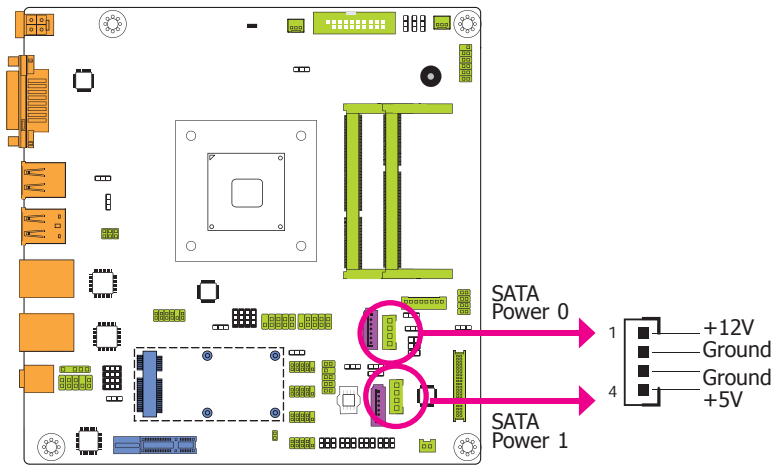 SATA
Power 0
1
+12V
Ground
Ground
4
+5V
SATA
Power 1